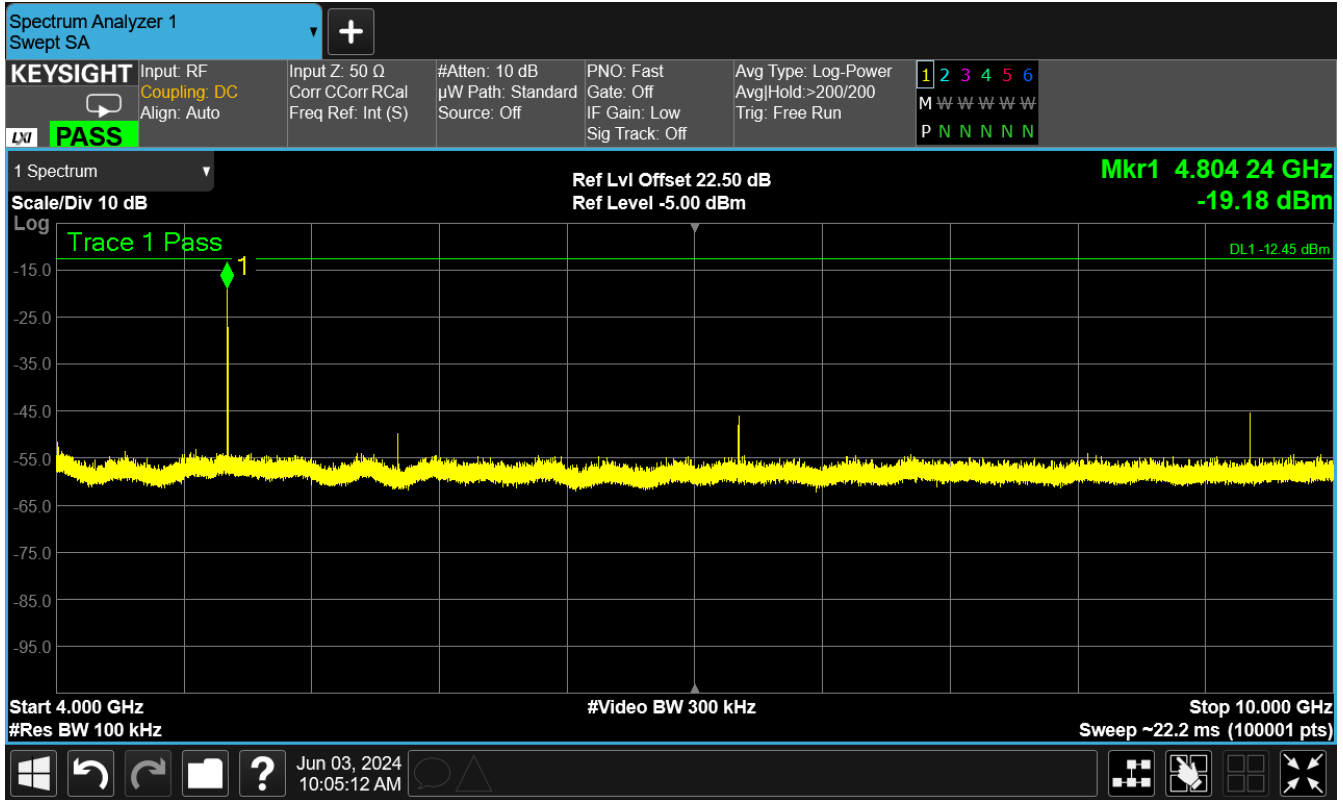 Spectrum Analyzer 1
Swept SA
KEYSIGHT
LXI PASS
Input: RF
Coupling: DC
Align: Auto
Input Z: 50 Ω
Corr CCorr RCal
Freq Ref: Int (S)
#Atten: 10 dB
µW Path: Standard
Source: Off
PNO: Fast
Gate: Off
IF Gain: Low
Sig Track: Off
Avg Type: Log-Power
Avg|Hold:>200/200
Trig: Free Run
1 2 3 4 5 6
M W W W W W
P N N N N N
1 Spectrum
Scale/Div 10 dB
Ref Lvl Offset 22.50 dB
Ref Level -5.00 dBm
Mkr1 4.804 24 GHz
-19.18 dBm
Log
Trace 1 Pass
DL1 -12.45 dBm
1
-15.0
-25.0
-35.0
-45.0
-55.0
-65.0
-75.0
-85.0
-95.0
Start 4.000 GHz
#Res BW 100 kHz
#Video BW 300 kHz
Stop 10.000 GHz
Sweep ~22.2 ms (100001 pts)
?
Jun 03, 2024
10:05:12 AM